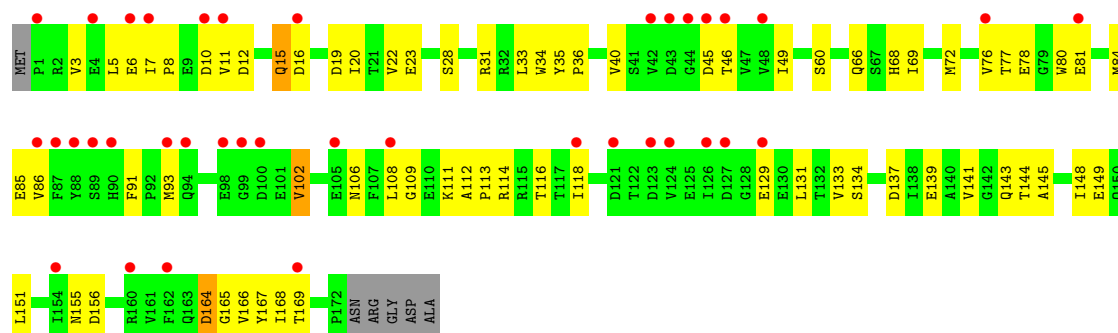 MET P1 R2 V3 E4 L5 E6 I7 P8 E9 D10 V11 D12 Q15 D16 D19 I20 T21 V22 E23 S28 R31 R32 L33 W34 Y35 P36 V40 S41 V42 D43 G44 D45 T46 V47 V48 I49 S60 Q66 S67 H68 I69 M72 V76 T77 E78 G79 W80 E81 M84
E85 V86 F87 Y88 S89 H90 F91 P92 M93 Q94 E98 G99 D100 E101 V102 E105 N106 F107 L108 G109 E110 K111 A112 P113 R114 R115 T116 T117 I118 D121 T122 D123 V124 E125 I126 D127 G128 E129 E130 L131 T132 V133 S134 D137 I138 E139 A140 V141 G142 Q143 T144 A145 I148 E149 Q150
L151 I154 N155 D156 R160 V161 F162 Q163 D164 G165 V166 Y167 I168 T169 P172 ASN ARG GLY ASP ALA